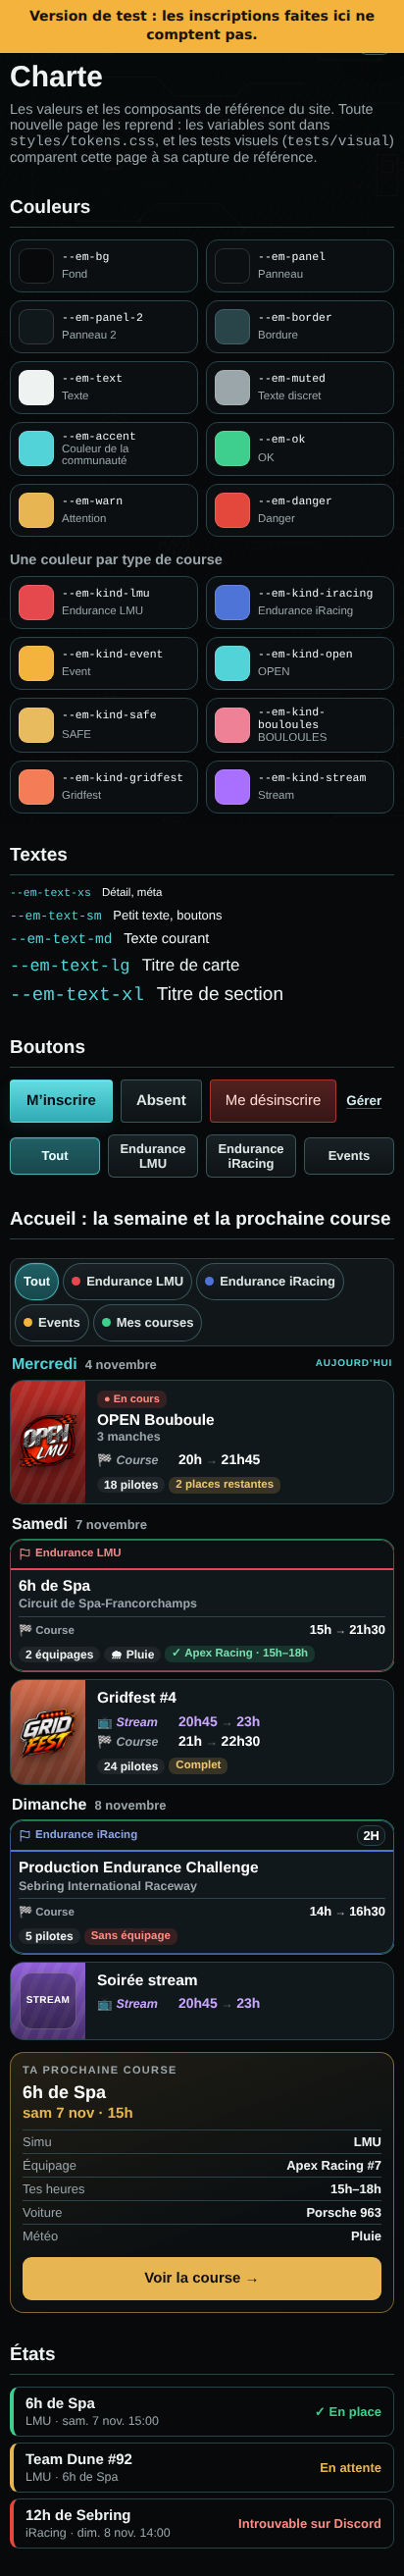 Version de test : les inscriptions faites ici ne
comptent pas.
Charte
Les valeurs et les composants de référence du site. Toute
nouvelle page les reprend : les variables sont dans
styles/tokens.css, et les tests visuels (tests/visual)
comparent cette page à sa capture de référence.
Couleurs
--em-bg
Fond
--em-panel
Panneau
--em-panel-2
Panneau 2
--em-border
Bordure
--em-text
Texte
--em-muted
Texte discret
--em-accent
Couleur de la
communauté
--em-ok
OK
--em-warn
Attention
--em-danger
Danger
Une couleur par type de course
--em-kind-lmu
Endurance LMU
--em-kind-iracing
Endurance iRacing
--em-kind-event
Event
--em-kind-open
OPEN
--em-kind-safe
SAFE
--em-kind-
bouloules
BOULOULES
--em-kind-gridfest
Gridfest
--em-kind-stream
Stream
Textes
--em-text-xs Détail, méta
--em-text-sm Petit texte, boutons
--em-text-md Texte courant
--em-text-lg Titre de carte
--em-text-xl Titre de section
Boutons
M'inscrire Absent Me désinscrire Gérer
Tout
Endurance
LMU
Endurance
iRacing
Events
Accueil : la semaine et la prochaine course
Tout Endurance LMU Endurance iRacing
Events Mes courses
Mercredi 4 novembre AUJOURD'HUI
OPEN
LMU
● En cours
OPEN Bouboule
3 manches
🏁 Course 20h → 21h45
18 pilotes 2 places restantes
Samedi 7 novembre
Endurance LMU
6h de Spa
Circuit de Spa-Francorchamps
🏁 Course 15h → 21h30
2 équipages 🌧 Pluie ✓ Apex Racing · 15h–18h
GRID
FEST
Gridfest #4
📺 Stream 20h45 → 23h
🏁 Course 21h → 22h30
24 pilotes Complet
Dimanche 8 novembre
Endurance iRacing 2H
Production Endurance Challenge
Sebring International Raceway
🏁 Course 14h → 16h30
5 pilotes Sans équipage
STREAM
Soirée stream
📺 Stream 20h45 → 23h
TA PROCHAINE COURSE
6h de Spa
sam 7 nov · 15h
Simu LMU
Équipage Apex Racing #7
Tes heures 15h–18h
Voiture Porsche 963
Météo Pluie
Voir la course →
États
6h de Spa
LMU · sam. 7 nov. 15:00
✓ En place
Team Dune #92
LMU · 6h de Spa
En attente
12h de Sebring
iRacing · dim. 8 nov. 14:00
Introuvable sur Discord